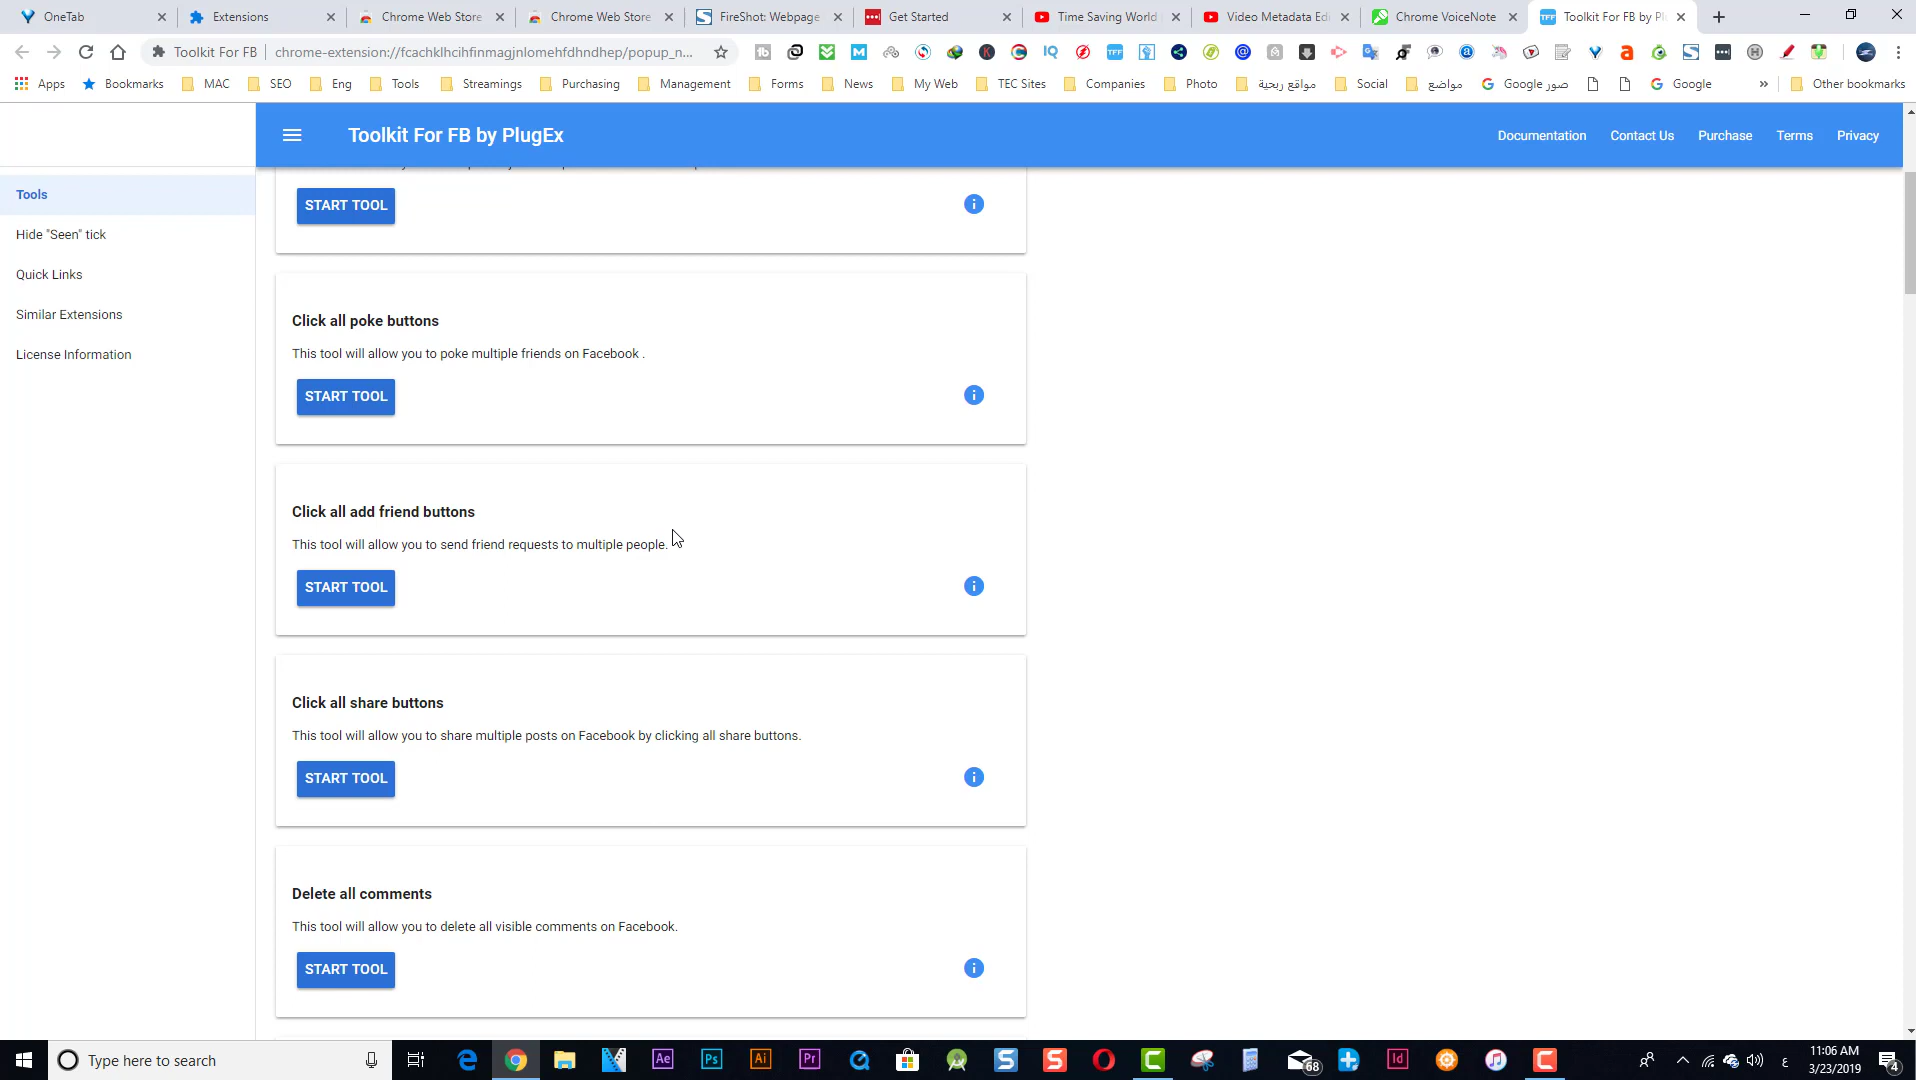 OneTab
Extensions
Chrome Web Store
Chrome Web Store
FireShot: Webpage
Get Started
Time Saving World
Video Metadata Edi
Chrome VoiceNote
Toolkit For FB by Pl
Toolkit For FB
chrome-extension://fcachklhcihfinmagjnlomehfdhndhep/popup_n...
Apps
Bookmarks
MAC
SEO
Eng
Tools
Streamings
Purchasing
Management
Forms
News
My Web
TEC Sites
Companies
Photo
مواقع ربحية
Social
مواضع
صور Google
Google
»
Other bookmarks
Toolkit For FB by PlugEx
Documentation
Contact Us
Purchase
Terms
Privacy
Tools
Hide "Seen" tick
Quick Links
Similar Extensions
License Information
START TOOL
Click all poke buttons
This tool will allow you to poke multiple friends on Facebook .
START TOOL
Click all add friend buttons
This tool will allow you to send friend requests to multiple people.
START TOOL
Click all share buttons
This tool will allow you to share multiple posts on Facebook by clicking all share buttons.
START TOOL
Delete all comments
This tool will allow you to delete all visible comments on Facebook.
START TOOL
Type here to search
Ae
Ps
Ai
Pr
68
Id
ع
11:06 AM
3/23/2019
4